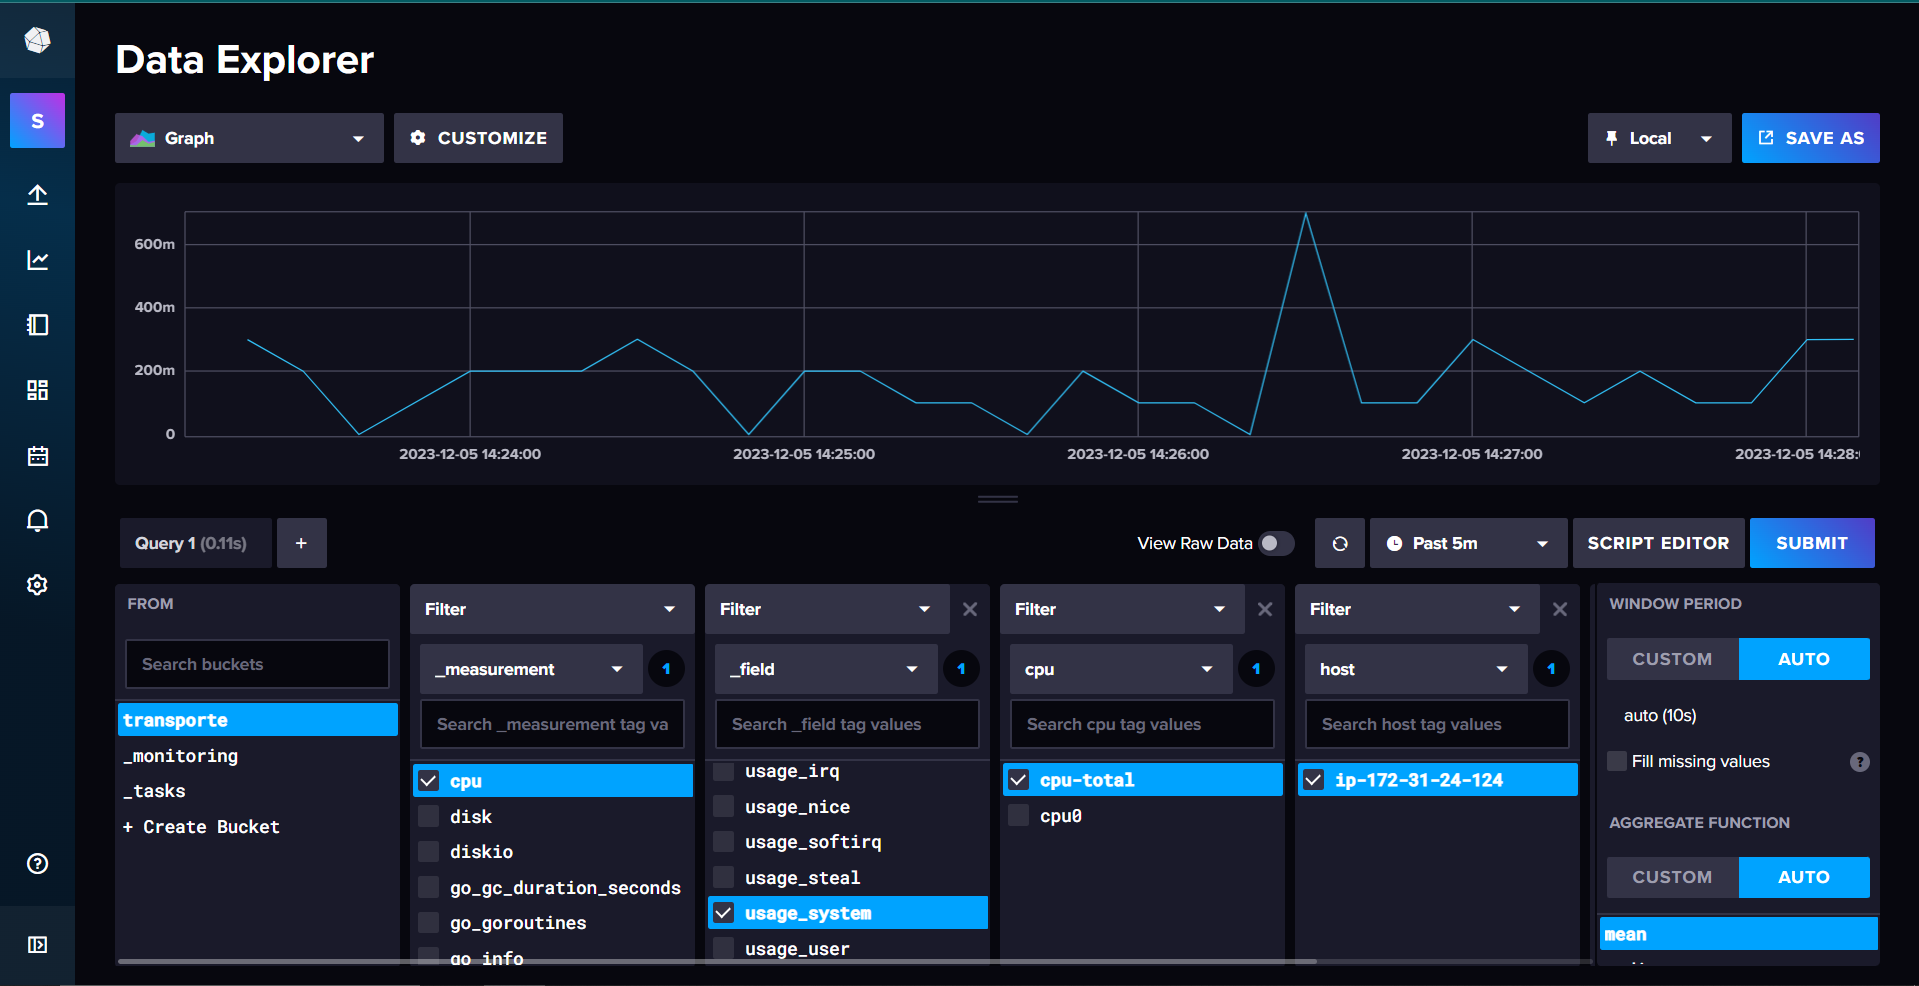 Data Explorer
S
Graph
CUSTOMIZE
Local
SAVE AS
600m
400m
200m
0
2023-12-05 14:24:00
2023-12-05 14:25:00
2023-12-05 14:26:00
2023-12-05 14:27:00
2023-12-05 14:28:
Query 1 (0.11s)
+
View Raw Data
Past 5m
SCRIPT EDITOR
SUBMIT
FROM
Search buckets
transporte
_monitoring
_tasks
+ Create Bucket
Filter
_measurement
1
Search _measurement tag va
cpu
disk
diskio
go_gc_duration_seconds
go_goroutines
go_info
Filter
_field
1
Search _field tag values
usage_irq
usage_nice
usage_softirq
usage_steal
usage_system
usage_user
Filter
cpu
1
Search cpu tag values
cpu-total
cpu0
Filter
host
1
Search host tag values
ip-172-31-24-124
WINDOW PERIOD
CUSTOM
AUTO
auto (10s)
Fill missing values
?
AGGREGATE FUNCTION
CUSTOM
AUTO
mean